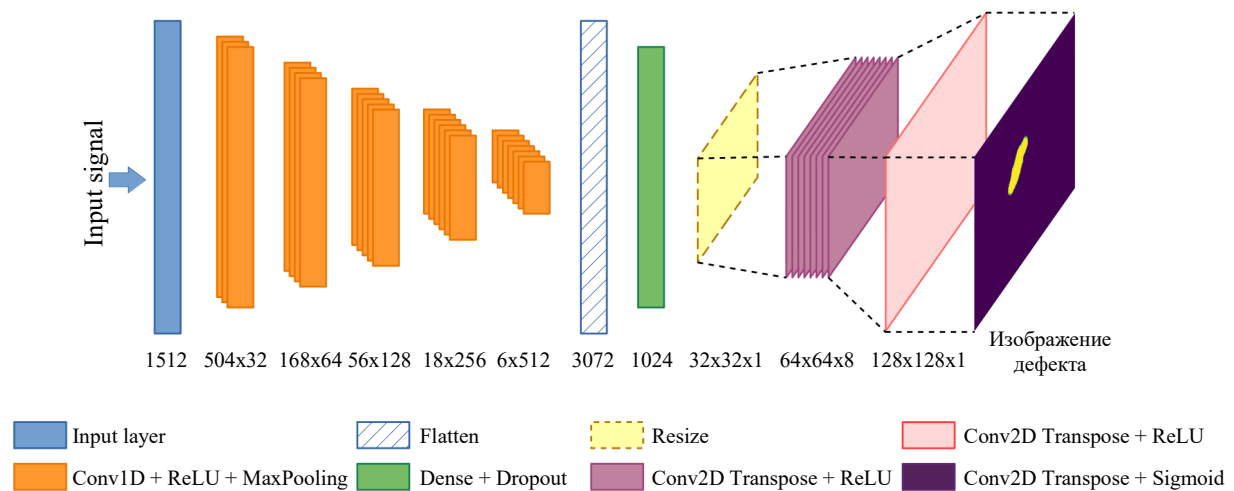 Input signal
1512 504x32 168x64 56x128 18x256 6x512 3072 1024 32x32x1 64x64x8 128x128x1 Изображение
дефекта
Input layer Flatten Resize Conv2D Transpose + ReLU
Conv1D + ReLU + MaxPooling Dense + Dropout Conv2D Transpose + ReLU Conv2D Transpose + Sigmoid